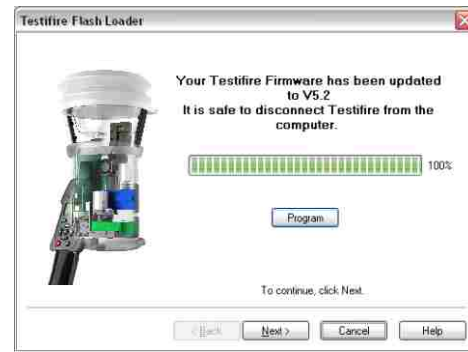 Testifire Flash Loader
Your Testifire Firmware has been updated
to V5.2
It is safe to disconnect Testifire from the
computer.
100%
Program
To continue, click Next.
< Back
Next >
Cancel
Help